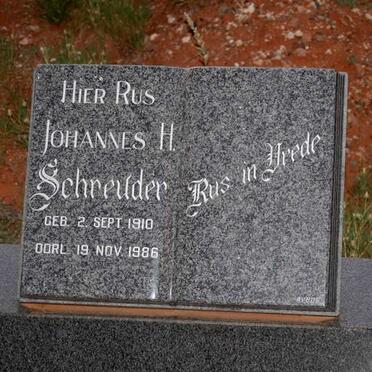 Hier Rus
Johannes H.
Schreuder
GEB. 2. SEPT. 1910
OORL. 19. NOV. 1986
Rus in Vrede